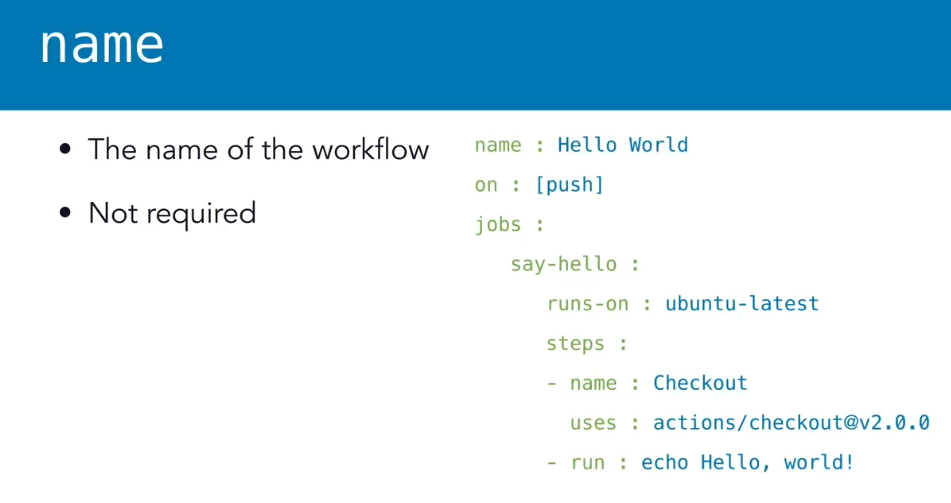 name
• The name of the workflow
• Not required
name : Hello World
on : [push]
jobs :
say-hello :
runs-on : ubuntu-latest
steps :
- name : Checkout
uses : actions/checkout@v2.0.0
- run : echo Hello, world!